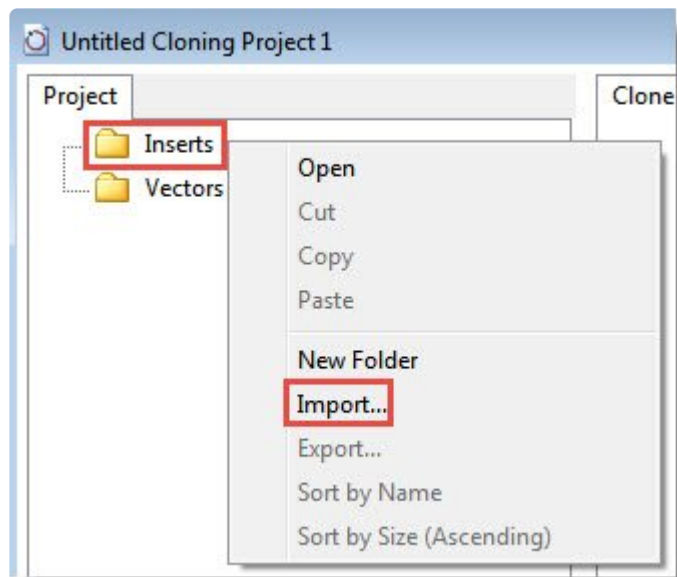 Untitled Cloning Project 1
Project
Clone
Inserts
Vectors
Open
Cut
Copy
Paste
New Folder
Import...
Export...
Sort by Name
Sort by Size (Ascending)